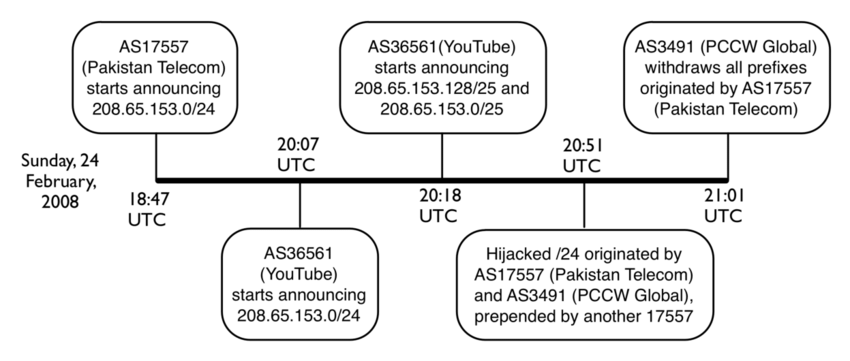 AS17557
(Pakistan Telecom)
starts announcing
208.65.153.0/24
AS36561(YouTube)
starts announcing
208.65.153.128/25 and
208.65.153.0/25
AS3491 (PCCW Global)
withdraws all prefixes
originated by AS17557
(Pakistan Telecom)
Sunday, 24
February,
2008
18:47
UTC
20:07
UTC
20:18
UTC
20:51
UTC
21:01
UTC
AS36561
(YouTube)
starts announcing
208.65.153.0/24
Hijacked /24 originated by
AS17557 (Pakistan Telecom)
and AS3491 (PCCW Global),
prepended by another 17557